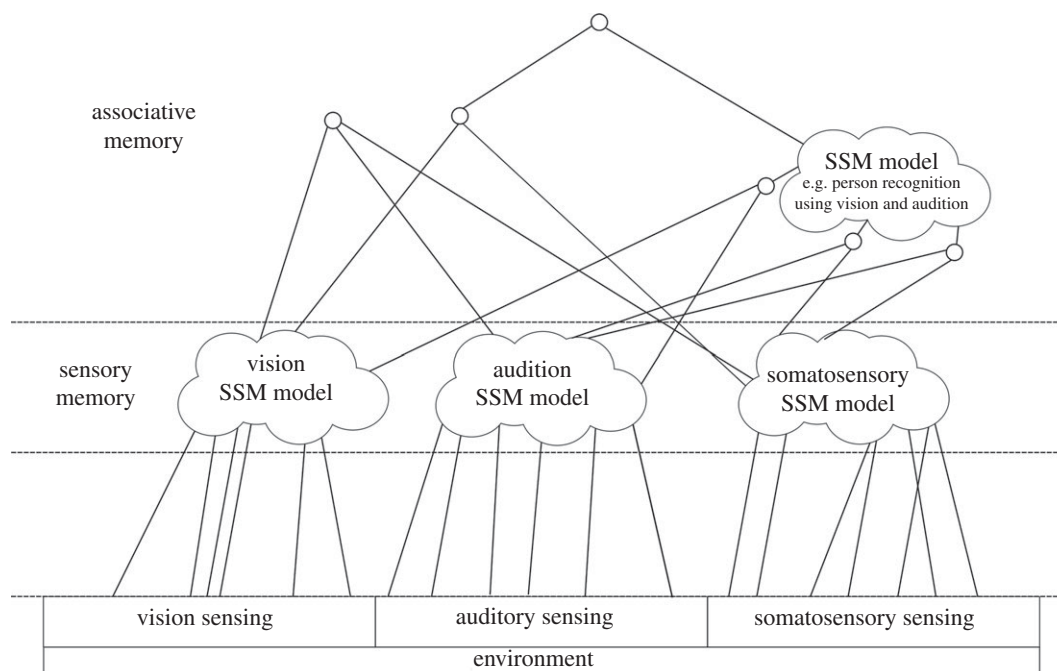 associative
memory
SSM model
e.g. person recognition
using vision and audition
sensory
memory
vision
SSM model
audition
SSM model
somatosensory
SSM model
vision sensing
auditory sensing
somatosensory sensing
environment